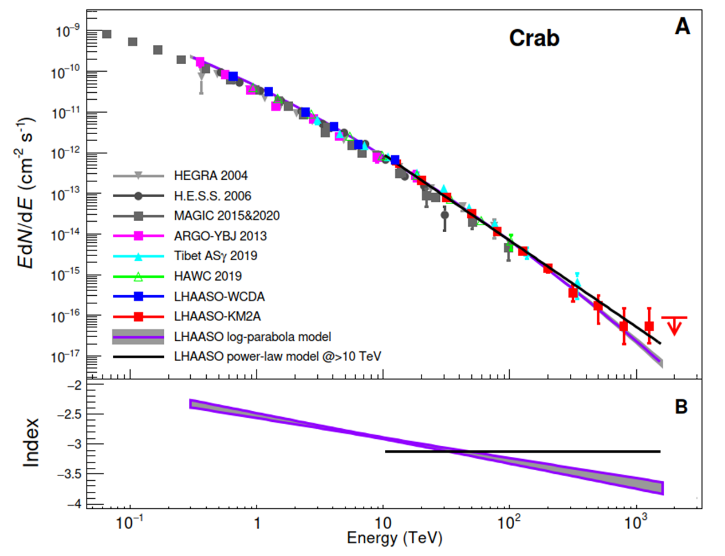 Crab
A
10⁻⁹
10⁻¹⁰
10⁻¹¹
10⁻¹²
10⁻¹³
10⁻¹⁴
10⁻¹⁵
10⁻¹⁶
10⁻¹⁷
EdN/dE (cm⁻² s⁻¹)
HEGRA 2004
H.E.S.S. 2006
MAGIC 2015&2020
ARGO-YBJ 2013
Tibet ASγ 2019
HAWC 2019
LHAASO-WCDA
LHAASO-KM2A
LHAASO log-parabola model
LHAASO power-law model @>10 TeV
B
−2
−2.5
−3
−3.5
−4
Index
10⁻¹ 1 10 10² 10³
Energy (TeV)